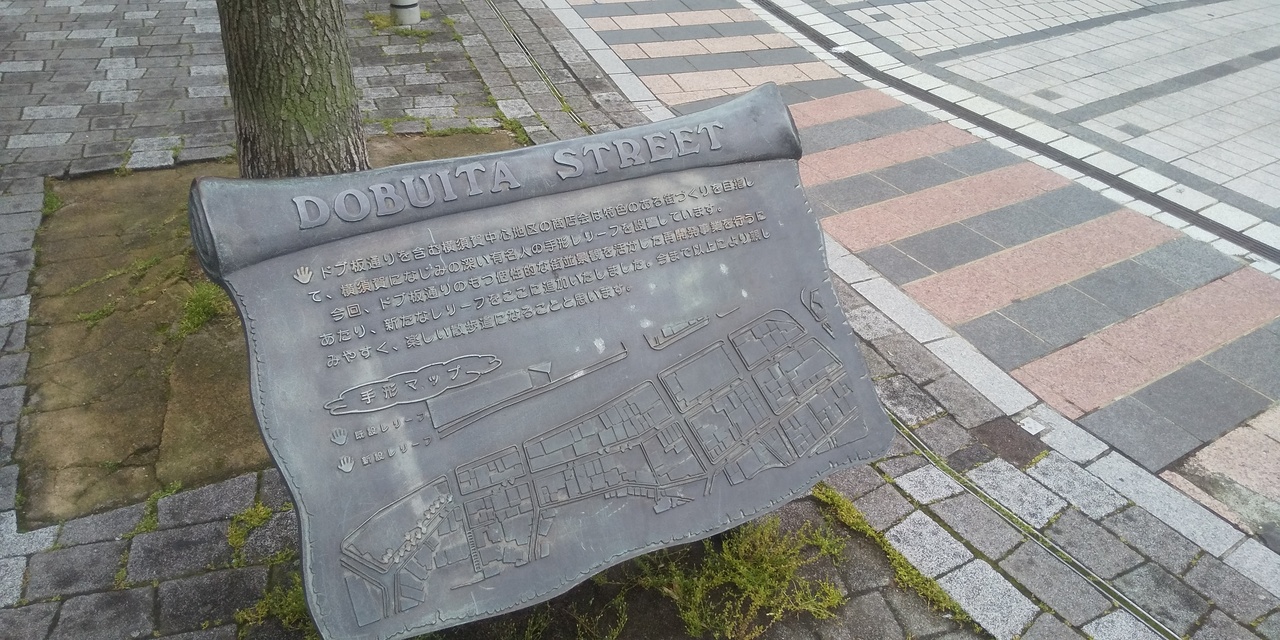 DOBUITA STREET
ドブ板通りを含む横須賀中心地区の商店会は特色のある街づくりを目指し
て、横須賀になじみの深い有名人の手形レリーフを設置しています。
今回、ドブ板通りのもつ個性的な街並景質を活かした再開発事業を行うに
あたり、新たなレリーフをここに追加いたしました。今まで以上により親し
みやすく、楽しい散歩道になることと思います。
手形マップ
既設レリーフ
新設レリーフ